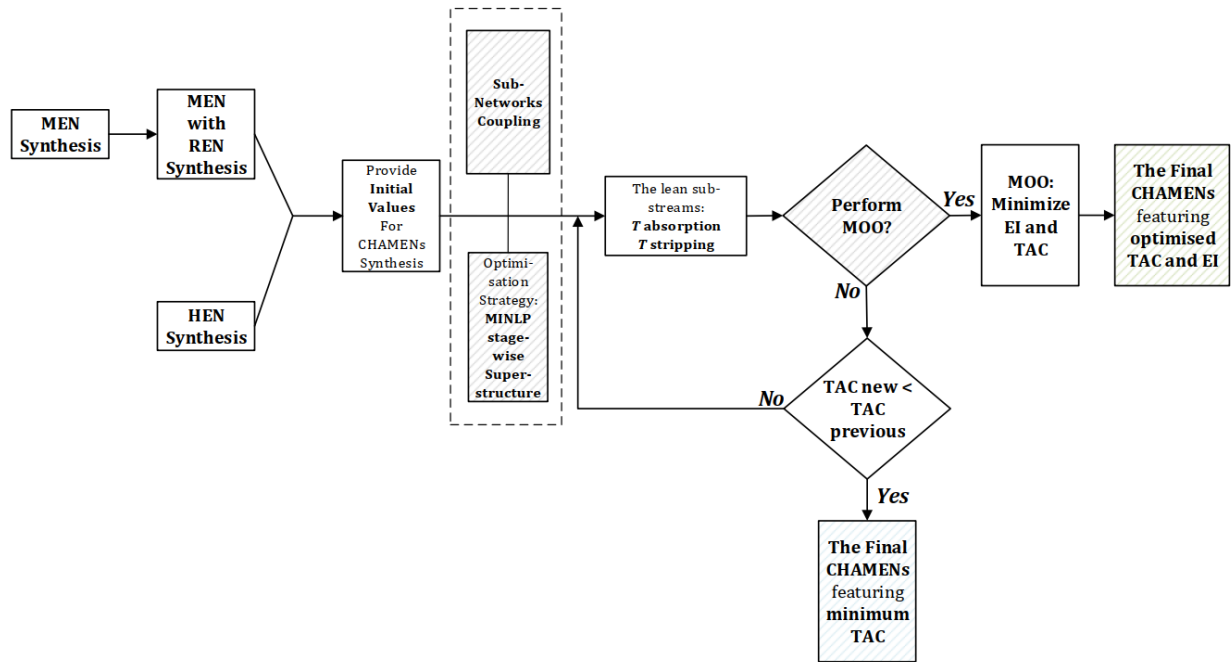 MEN
Synthesis
MEN
with
REN
Synthesis
HEN
Synthesis
Provide
Initial
Values
For
CHAMENs
Synthesis
Sub-
Networks
Coupling
Optimi-
sation
Strategy:
MINLP
stage-
wise
Super-
structure
The lean sub-
streams:
T absorption
T stripping
Perform
MOO?
Yes
MOO:
Minimize
EI and
TAC
The Final
CHAMENs
featuring
optimised
TAC and EI
No
TAC new <
TAC
previous
No
Yes
The Final
CHAMENs
featuring
minimum
TAC